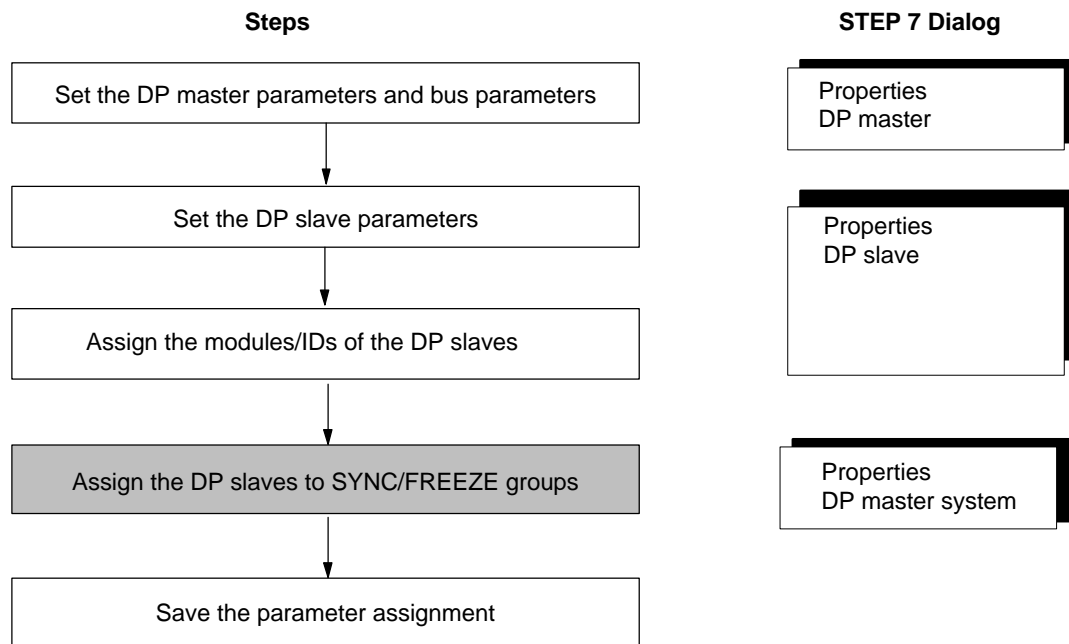 Steps
STEP 7 Dialog
Set the DP master parameters and bus parameters
Properties
DP master
Set the DP slave parameters
Properties
DP slave
Assign the modules/IDs of the DP slaves
Assign the DP slaves to SYNC/FREEZE groups
Properties
DP master system
Save the parameter assignment